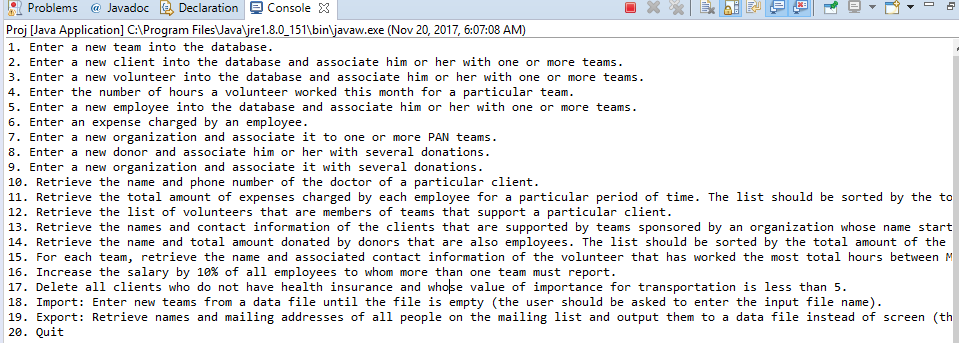 Problems @ Javadoc Declaration Console
Proj [Java Application] C:\Program Files\Java\jre1.8.0_151\bin\javaw.exe (Nov 20, 2017, 6:07:08 AM)
1. Enter a new team into the database.
2. Enter a new client into the database and associate him or her with one or more teams.
3. Enter a new volunteer into the database and associate him or her with one or more teams.
4. Enter the number of hours a volunteer worked this month for a particular team.
5. Enter a new employee into the database and associate him or her with one or more teams.
6. Enter an expense charged by an employee.
7. Enter a new organization and associate it to one or more PAN teams.
8. Enter a new donor and associate him or her with several donations.
9. Enter a new organization and associate it with several donations.
10. Retrieve the name and phone number of the doctor of a particular client.
11. Retrieve the total amount of expenses charged by each employee for a particular period of time. The list should be sorted by the to
12. Retrieve the list of volunteers that are members of teams that support a particular client.
13. Retrieve the names and contact information of the clients that are supported by teams sponsored by an organization whose name start
14. Retrieve the name and total amount donated by donors that are also employees. The list should be sorted by the total amount of the
15. For each team, retrieve the name and associated contact information of the volunteer that has worked the most total hours between M
16. Increase the salary by 10% of all employees to whom more than one team must report.
17. Delete all clients who do not have health insurance and whose value of importance for transportation is less than 5.
18. Import: Enter new teams from a data file until the file is empty (the user should be asked to enter the input file name).
19. Export: Retrieve names and mailing addresses of all people on the mailing list and output them to a data file instead of screen (th
20. Quit